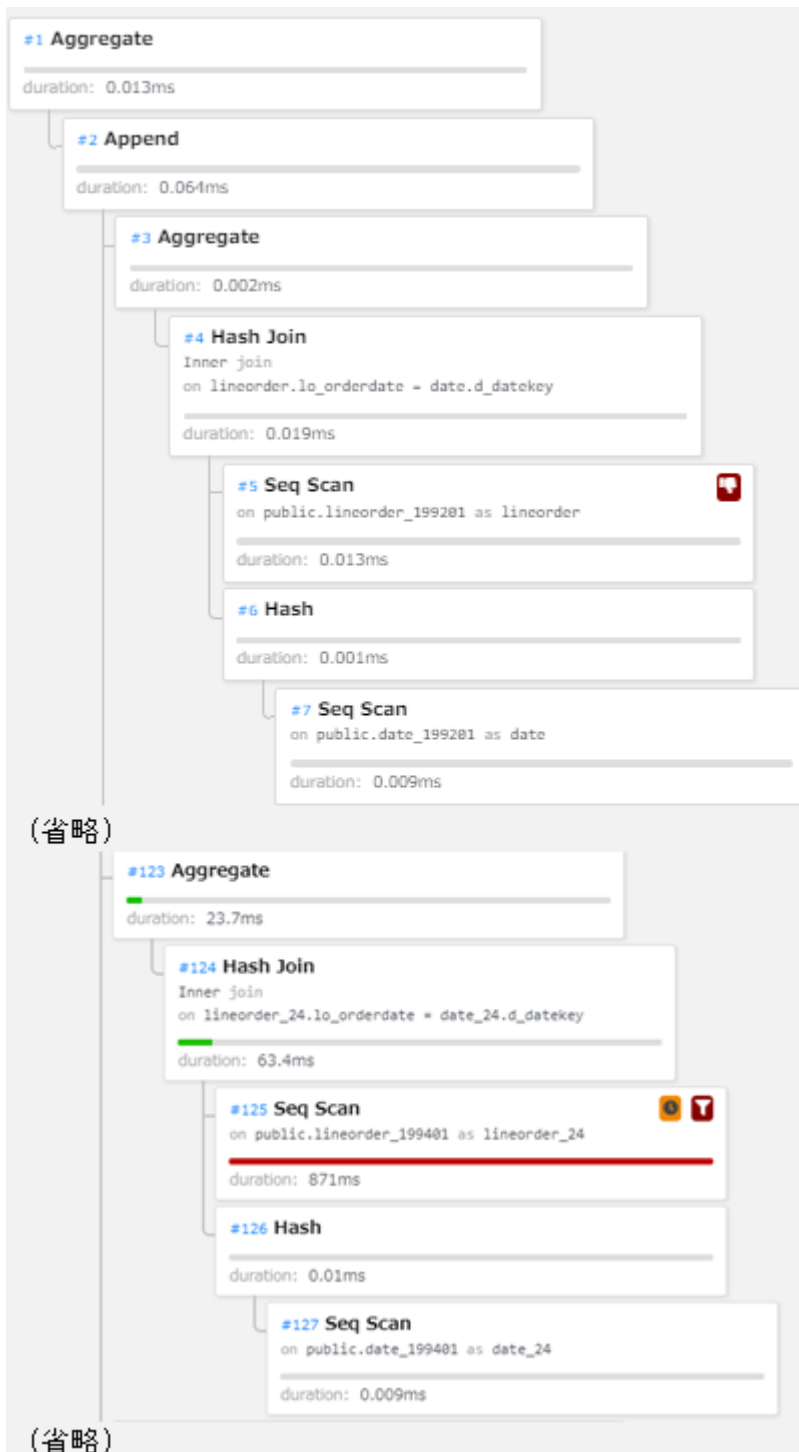 #1 Aggregate
duration: 0.013ms
#2 Append
duration: 0.064ms
#3 Aggregate
duration: 0.002ms
#4 Hash Join
Inner join
on lineorder.lo_orderdate = date.d_datekey
duration: 0.019ms
#5 Seq Scan
on public.lineorder_199201 as lineorder
duration: 0.013ms
#6 Hash
duration: 0.001ms
#7 Seq Scan
on public.date_199201 as date
duration: 0.009ms
(省略)
#123 Aggregate
duration: 23.7ms
#124 Hash Join
Inner join
on lineorder_24.lo_orderdate = date_24.d_datekey
duration: 63.4ms
#125 Seq Scan
on public.lineorder_199401 as lineorder_24
duration: 871ms
#126 Hash
duration: 0.01ms
#127 Seq Scan
on public.date_199401 as date_24
duration: 0.009ms
(省略)